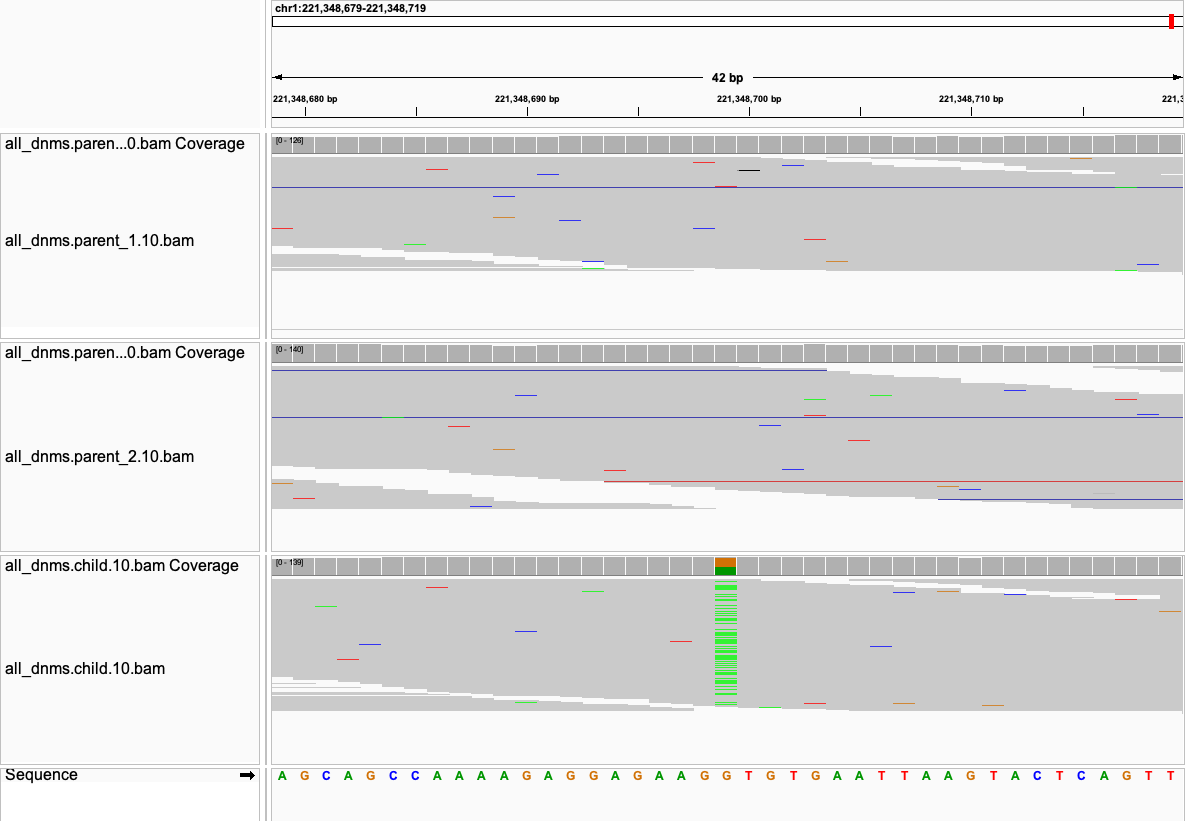 chr1:221,348,679-221,348,719
42 bp
221,348,680 bp 221,348,690 bp 221,348,700 bp 221,348,710 bp 221,3
all_dnms.paren...0.bam Coverage
[0 - 126]
all_dnms.parent_1.10.bam
all_dnms.paren...0.bam Coverage
[0 - 140]
all_dnms.parent_2.10.bam
all_dnms.child.10.bam Coverage
[0 - 139]
all_dnms.child.10.bam
Sequence A G C A G C C A A A A G A G G A G A A G G T G T G A A T T A A G T A C T C A G T T